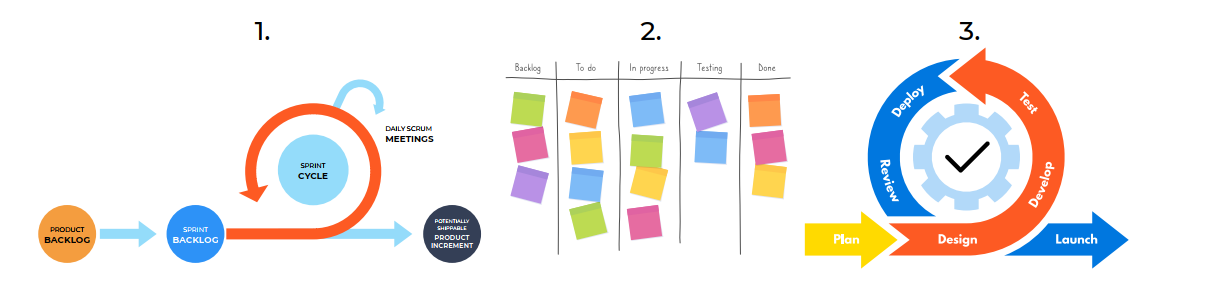 1.
PRODUCT
BACKLOG
SPRINT
BACKLOG
SPRINT
CYCLE
DAILY SCRUM
MEETINGS
POTENTIALLY
SHIPPABLE
PRODUCT
INCREMENT
2.
Backlog
To do
In progress
Testing
Done
3.
Plan
Design
Develop
Test
Deploy
Review
Launch